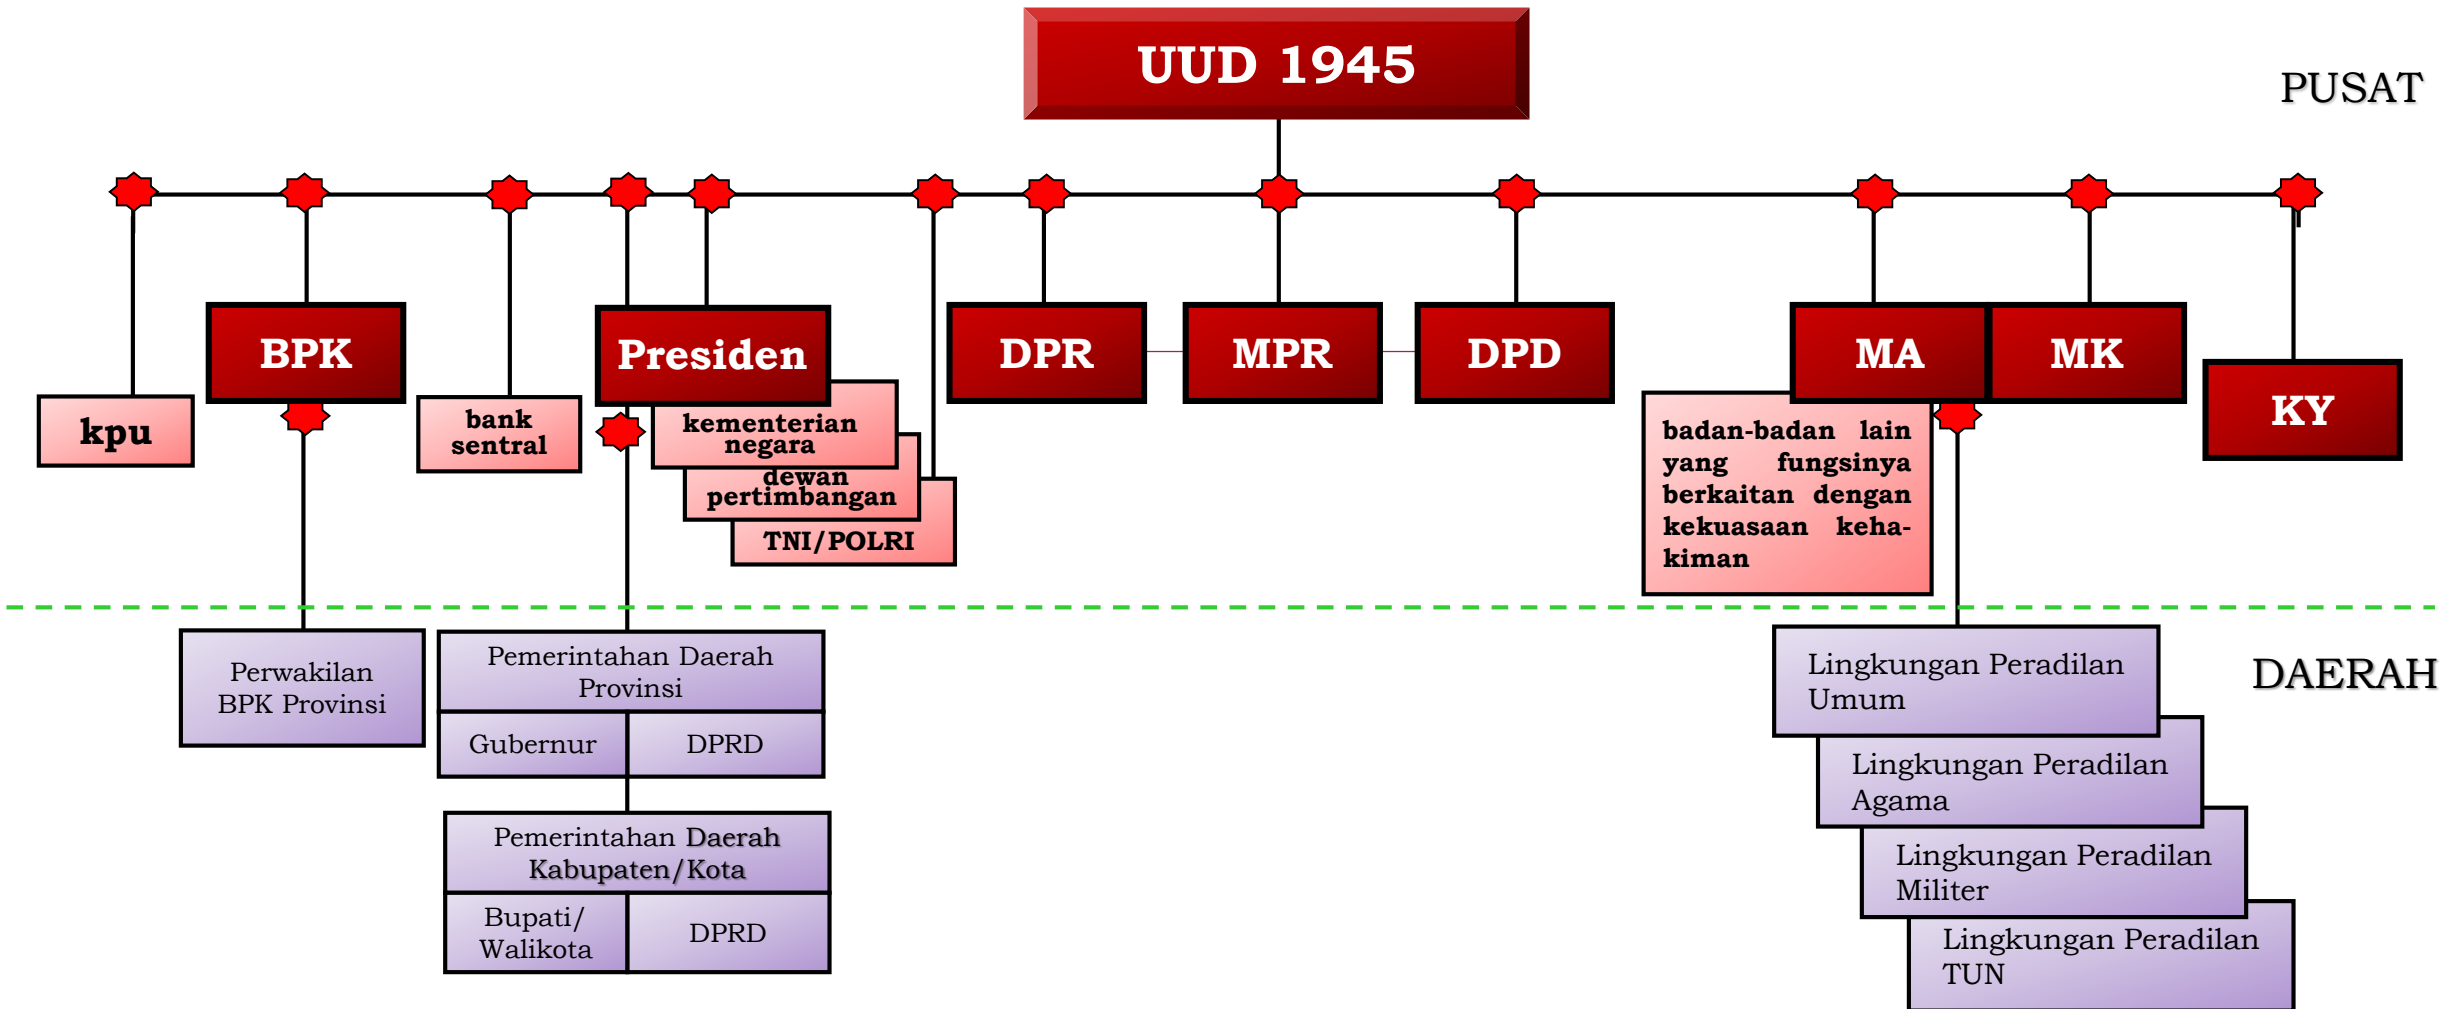 UUD 1945
PUSAT
BPK
Presiden
DPR
MPR
DPD
MA
MK
KY
kpu
bank
sentral
kementerian
negara
dewan
pertimbangan
TNI/POLRI
badan-badan lain
yang fungsinya
berkaitan dengan
kekuasaan keha-
kiman
DAERAH
Perwakilan
BPK Provinsi
Pemerintahan Daerah
Provinsi
Gubernur
DPRD
Pemerintahan Daerah
Kabupaten/Kota
Bupati/
Walikota
DPRD
Lingkungan Peradilan
Umum
Lingkungan Peradilan
Agama
Lingkungan Peradilan
Militer
Lingkungan Peradilan
TUN